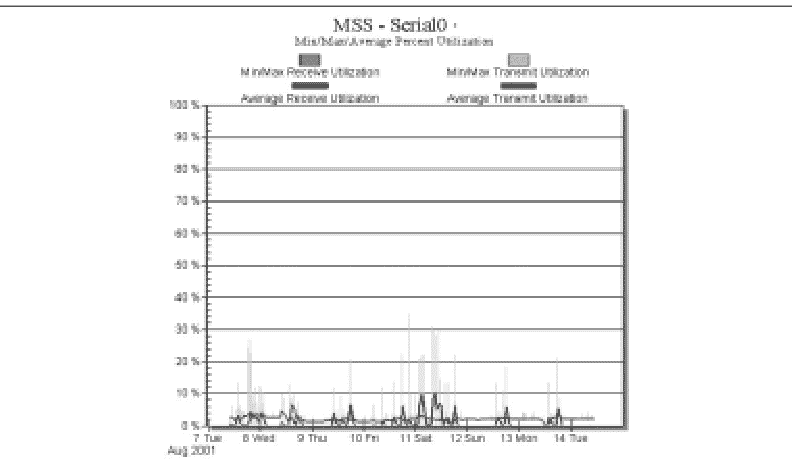 MSS - Serial0 ·
Min/Max/Average Percent Utilization
Min/Max Receive Utilization
Min/Max Transmit Utilization
Average Receive Utilization
Average Transmit Utilization
100 %
90 %
80 %
70 %
60 %
50 %
40 %
30 %
20 %
10 %
0 %
7 Tue 8 Wed 9 Thu 10 Fri 11 Sat 12 Sun 13 Mon 14 Tue
Aug 2001